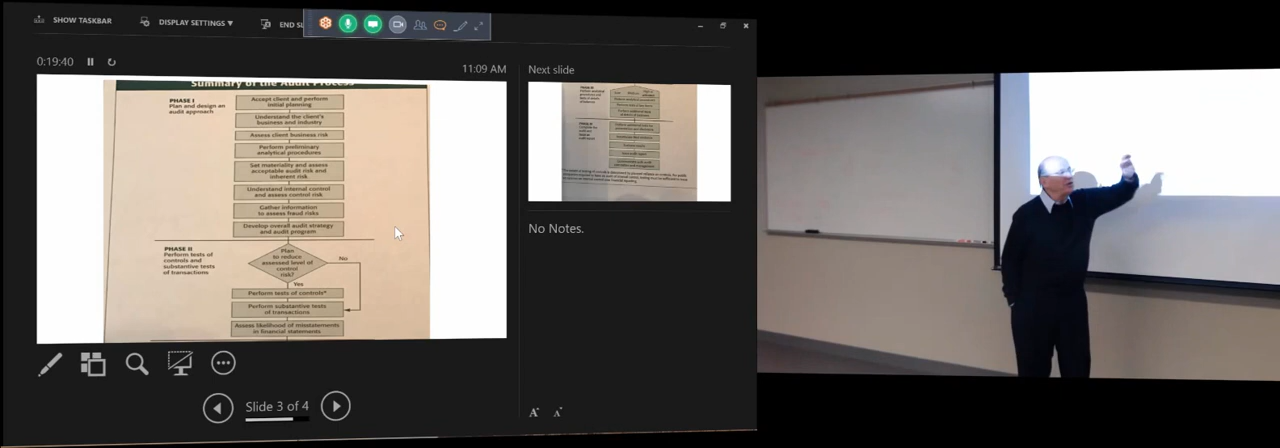 SHOW TASKBAR
DISPLAY SETTINGS ▼
END SL
0:19:40
11:09 AM
Summary of the Audit Process
PHASE I
Plan and design an
audit approach
Accept client and perform
initial planning
Understand the client's
business and industry
Assess client business risk
Perform preliminary
analytical procedures
Set materiality and assess
acceptable audit risk and
inherent risk
Understand internal control
and assess control risk
Gather information
to assess fraud risks
Develop overall audit strategy
and audit program
PHASE II
Perform tests of
controls and
substantive tests
of transactions
Plan
to reduce
assessed level of
control
risk?
No
Yes
Perform tests of controls*
Perform substantive tests
of transactions
Assess likelihood of misstatements
in financial statements
Slide 3 of 4
Next slide
No Notes.
A
A